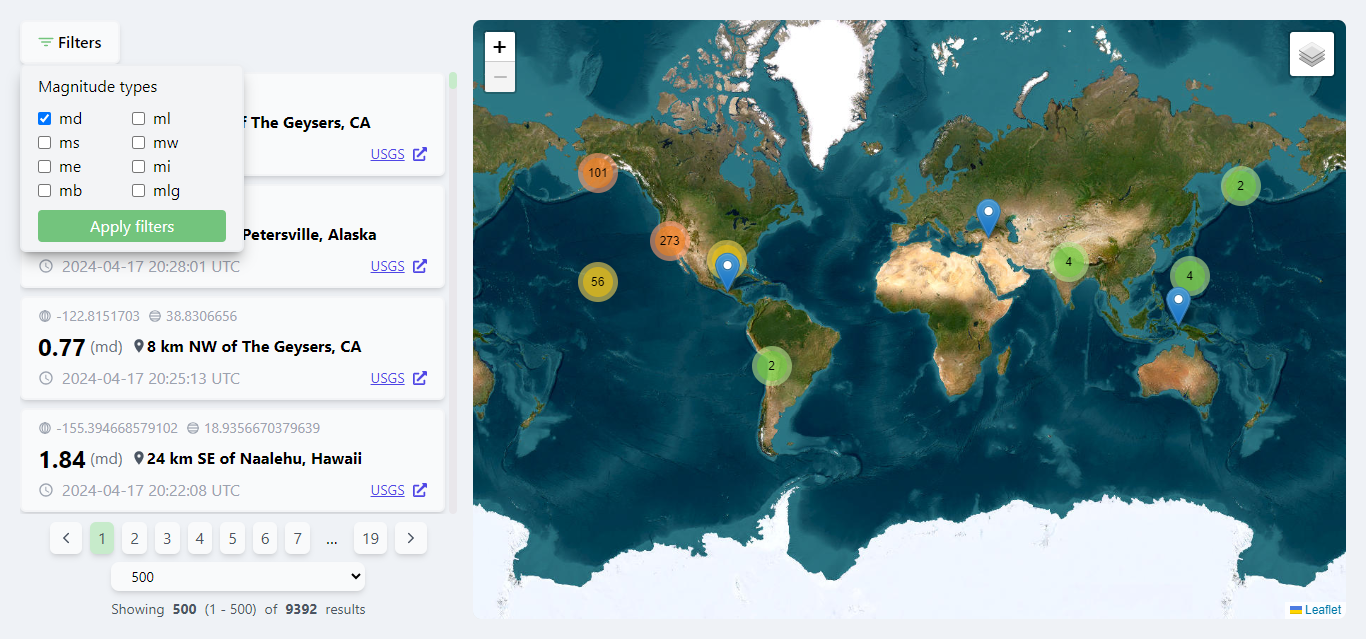 Filters
Magnitude types
md ml
ms mw
me mi
mb mlg
Apply filters
The Geysers, CA
USGS
Petersville, Alaska
2024-04-17 20:28:01 UTC USGS
-122.8151703 38.8306656
0.77 (md) 8 km NW of The Geysers, CA
2024-04-17 20:25:13 UTC USGS
-155.394668579102 18.9356670379639
1.84 (md) 24 km SE of Naalehu, Hawaii
2024-04-17 20:22:08 UTC USGS
1 2 3 4 5 6 7 ... 19
500
Showing 500 (1 - 500) of 9392 results
+
−
101
2
273
4
56
4
2
Leaflet